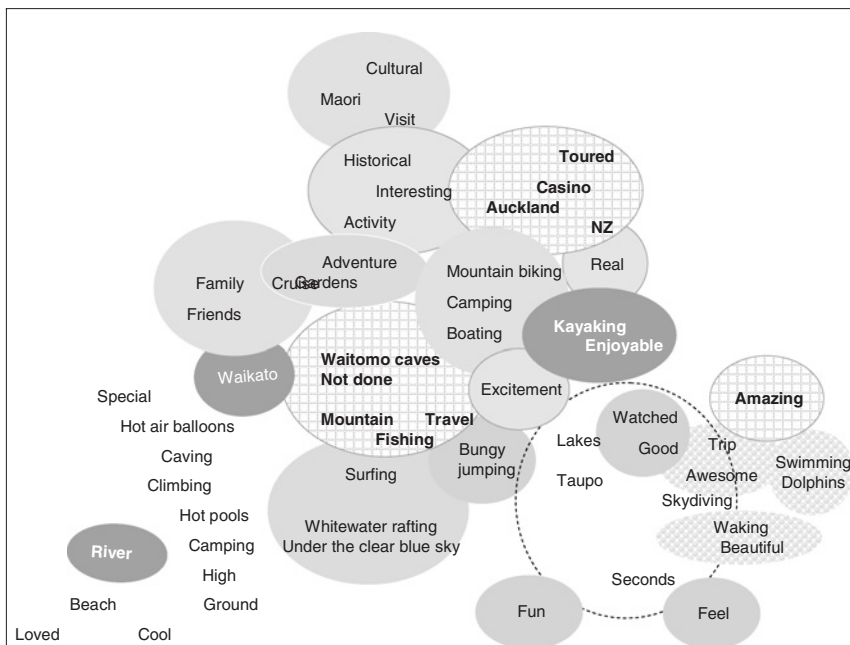 Cultural
Maori
Visit
Historical
Interesting
Activity
Toured
Casino
Auckland
NZ
Real
Adventure
Gardens
Cruise
Family
Friends
Mountain biking
Camping
Boating
Kayaking
Enjoyable
Waikato
Waitomo caves
Not done
Mountain
Travel
Fishing
Excitement
Amazing
Special
Hot air balloons
Caving
Climbing
Hot pools
Camping
High
Ground
River
Beach
Loved
Cool
Surfing
Whitewater rafting
Under the clear blue sky
Bungy
jumping
Lakes
Taupo
Watched
Good
Trip
Awesome
Skydiving
Swimming
Dolphins
Waking
Beautiful
Seconds
Fun
Feel